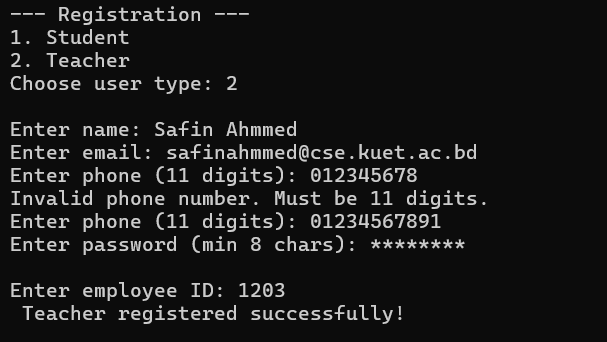 --- Registration ---
1. Student
2. Teacher
Choose user type: 2
Enter name: Safin Ahmmed
Enter email: safinahmmed@cse.kuet.ac.bd
Enter phone (11 digits): 012345678
Invalid phone number. Must be 11 digits.
Enter phone (11 digits): 01234567891
Enter password (min 8 chars): ********
Enter employee ID: 1203
Teacher registered successfully!